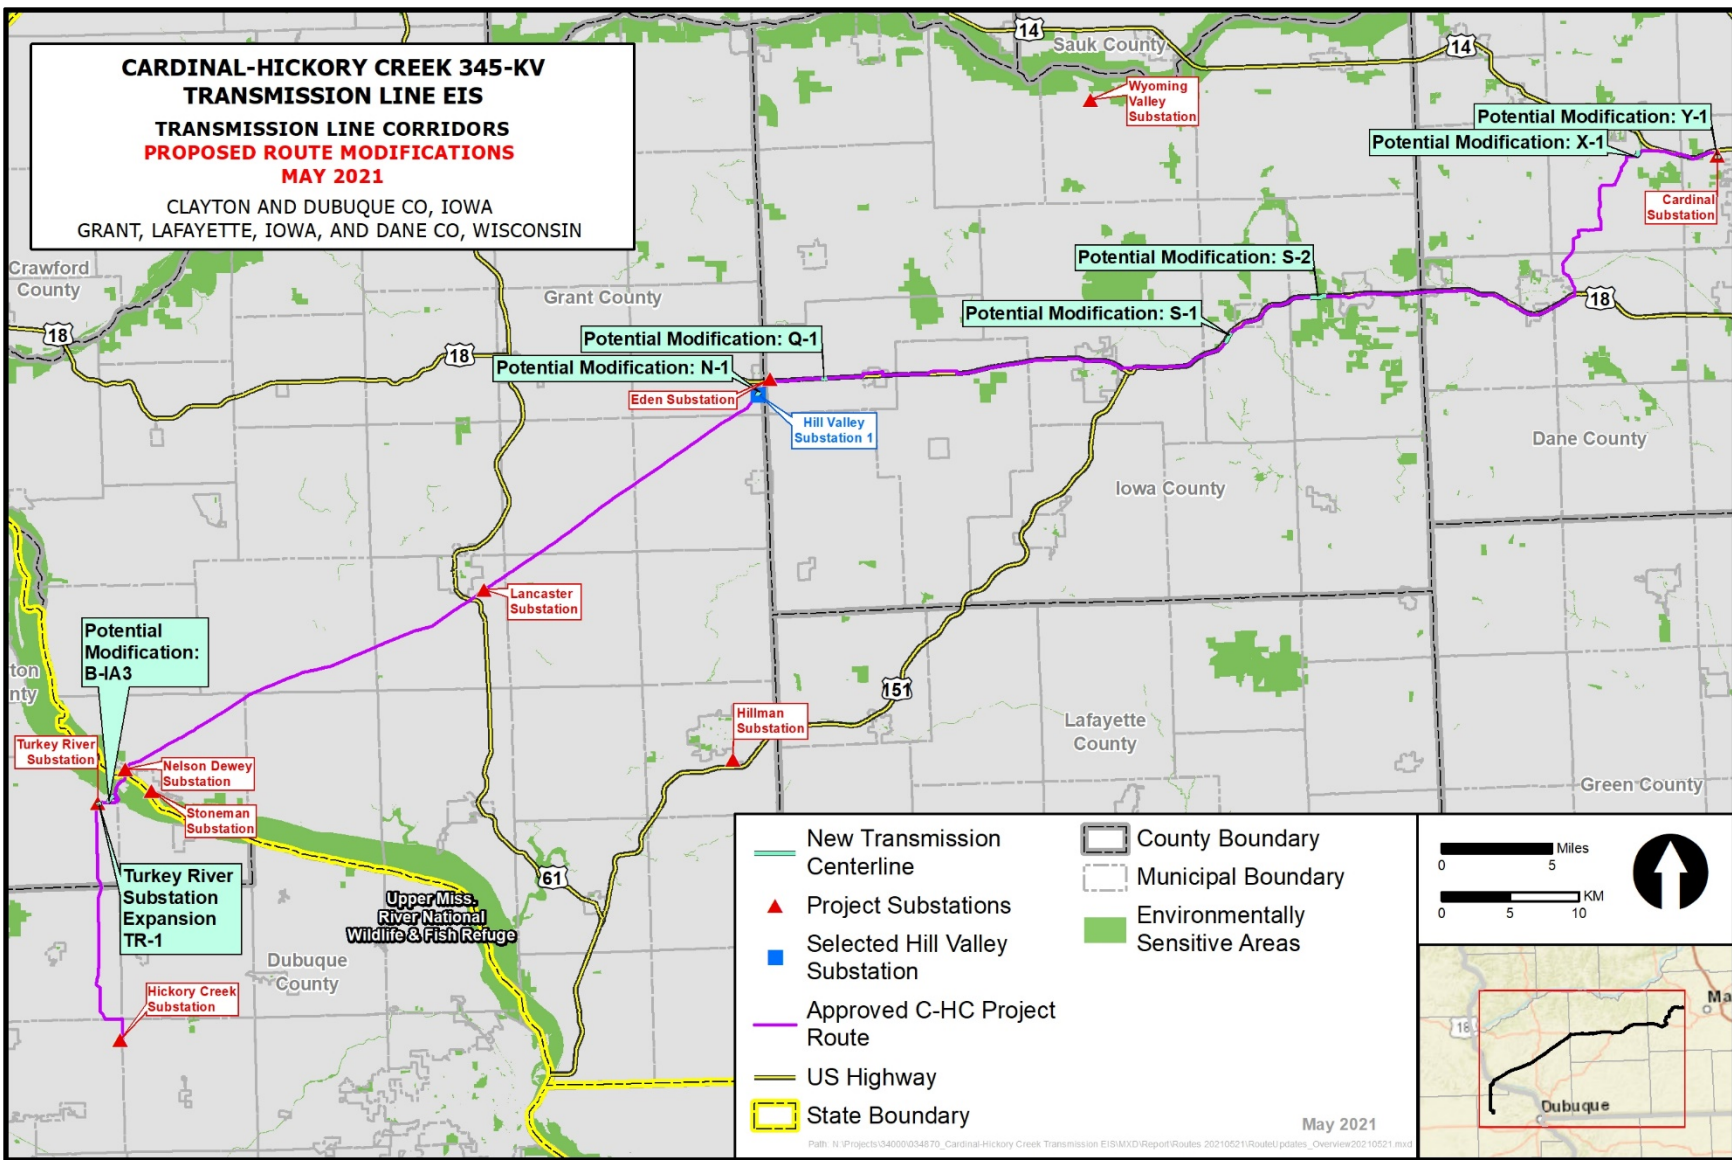 CARDINAL-HICKORY CREEK 345-KV
TRANSMISSION LINE EIS
TRANSMISSION LINE CORRIDORS
PROPOSED ROUTE MODIFICATIONS
MAY 2021
CLAYTON AND DUBUQUE CO, IOWA
GRANT, LAFAYETTE, IOWA, AND DANE CO, WISCONSIN
14
Sauk County
14
Wyoming
Valley
Substation
Potential Modification: Y-1
Potential Modification: X-1
Cardinal
Substation
Crawford
County
Grant County
Potential Modification: S-2
18
Potential Modification: S-1
18
18
Potential Modification: Q-1
Potential Modification: N-1
Eden Substation
Hill Valley
Substation 1
Dane County
Iowa County
Lancaster
Substation
Potential
Modification:
B-IA3
ton
nty
151
Hillman
Substation
Lafayette
County
Turkey River
Substation
Nelson Dewey
Substation
Stoneman
Substation
Green County
Turkey River
Substation
Expansion
TR-1
61
Upper Miss.
River National
Wildlife & Fish Refuge
Dubuque
County
Hickory Creek
Substation
New Transmission
Centerline
Project Substations
Selected Hill Valley
Substation
Approved C-HC Project
Route
US Highway
State Boundary
County Boundary
Municipal Boundary
Environmentally
Sensitive Areas
Miles
0 5
KM
0 5 10
18
Ma
Dubuque
May 2021